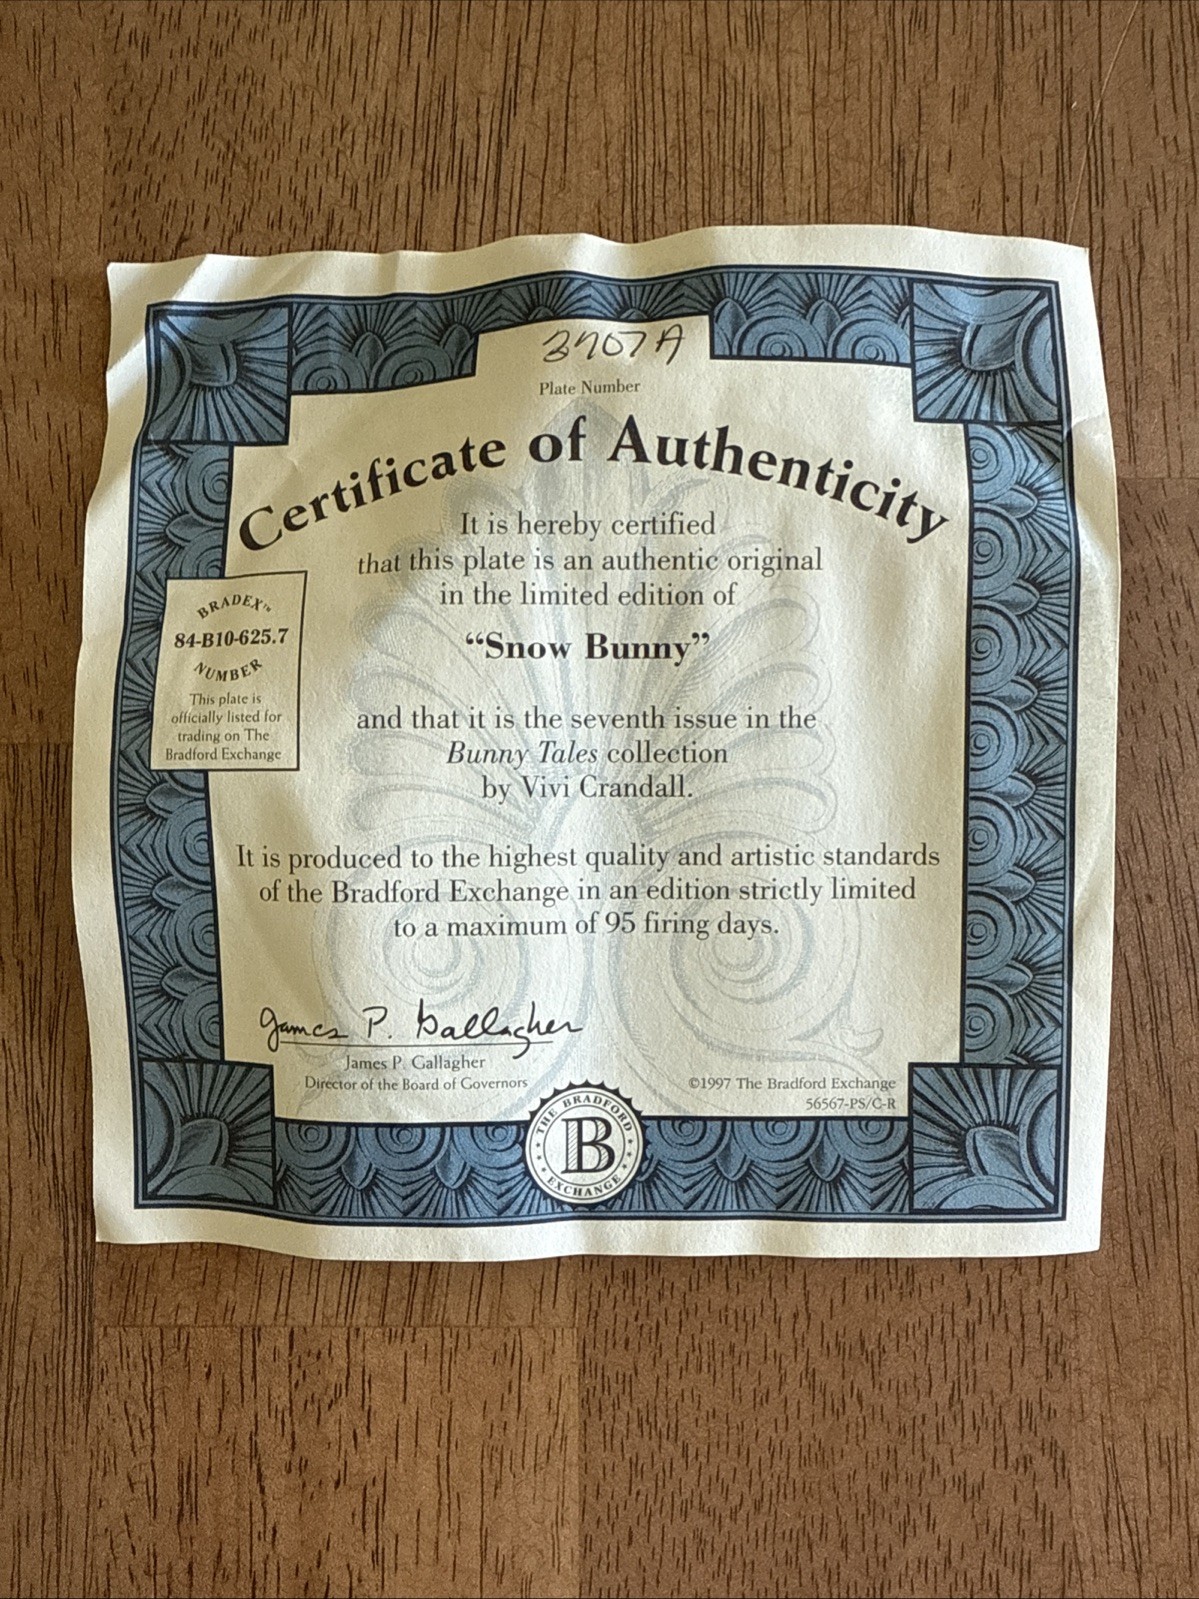 3707A
Plate Number
Certificate of Authenticity
It is hereby certified
that this plate is an authentic original
in the limited edition of
“Snow Bunny”
BRADEX™
84-B10-625.7
NUMBER
This plate is
officially listed for
trading on The
Bradford Exchange
and that it is the seventh issue in the
Bunny Tales collection
by Vivi Crandall.
It is produced to the highest quality and artistic standards
of the Bradford Exchange in an edition strictly limited
to a maximum of 95 firing days.
James P. Gallagher
James P. Gallagher
Director of the Board of Governors
©1997 The Bradford Exchange
56567-PS/C-R
THE BRADFORD
B
EXCHANGE